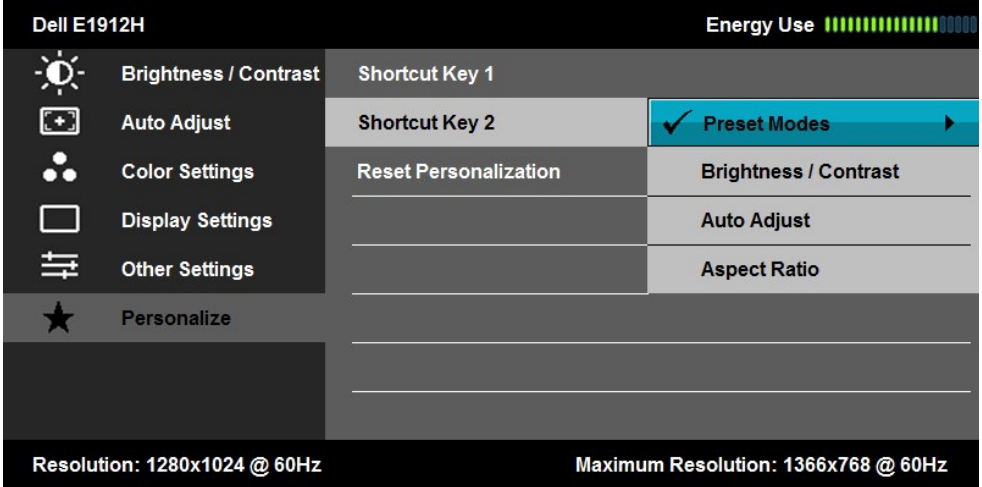 Dell E1912H Energy Use
Brightness / Contrast Shortcut Key 1
Auto Adjust Shortcut Key 2 Preset Modes
Color Settings Reset Personalization Brightness / Contrast
Display Settings Auto Adjust
Other Settings Aspect Ratio
Personalize
Resolution: 1280x1024 @ 60Hz Maximum Resolution: 1366x768 @ 60Hz